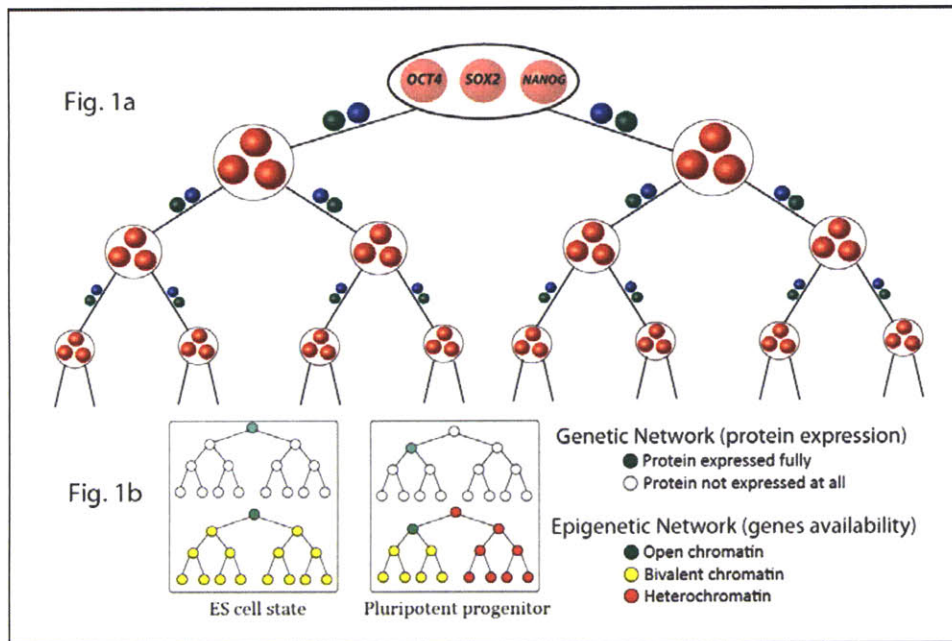 Fig. 1a
OCT4 SOX2 NANOG
Fig. 1b
ES cell state
Pluripotent progenitor
Genetic Network (protein expression)
Protein expressed fully
Protein not expressed at all
Epigenetic Network (genes availability)
Open chromatin
Bivalent chromatin
Heterochromatin